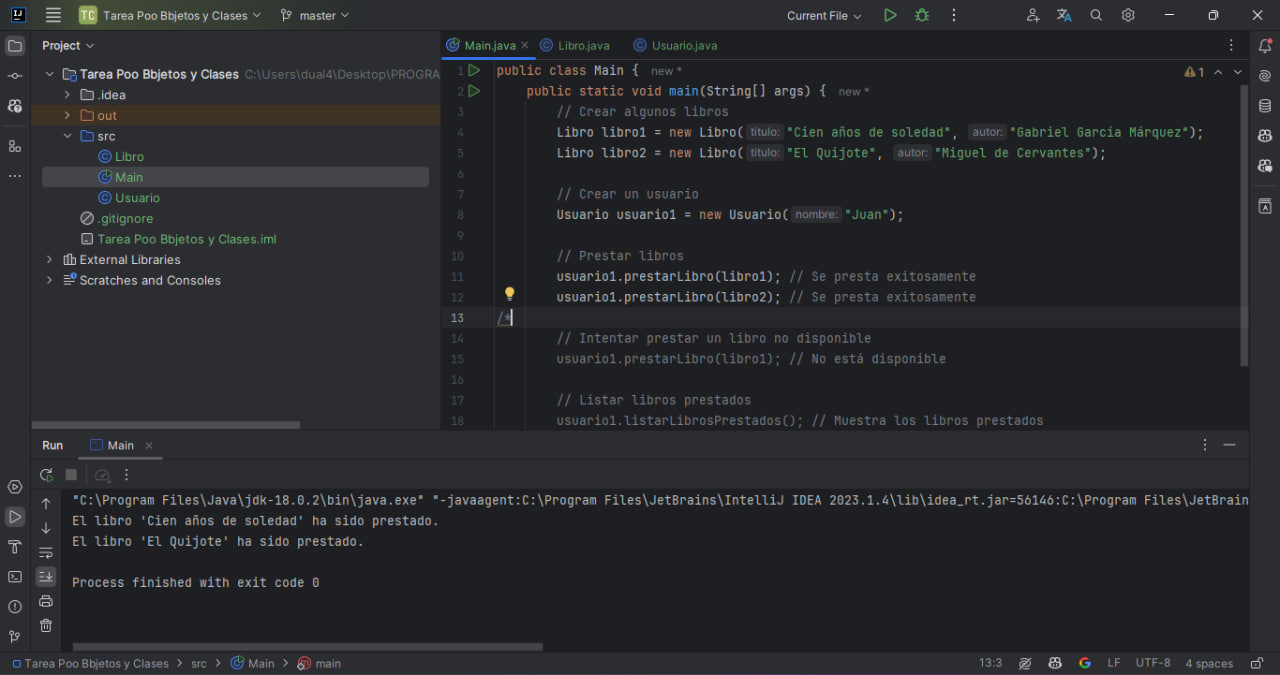 TC Tarea Poo Bbjetos y Clases master Current File
Project
Tarea Poo Bbjetos y Clases C:\Users\dual4\Desktop\PROGRA
.idea
out
src
Libro
Main
Usuario
.gitignore
Tarea Poo Bbjetos y Clases.iml
External Libraries
Scratches and Consoles
Main.java Libro.java Usuario.java
1 public class Main { new *
2 public static void main(String[] args) { new *
3 // Crear algunos libros
4 Libro libro1 = new Libro( titulo: "Cien años de soledad", autor: "Gabriel García Márquez");
5 Libro libro2 = new Libro( titulo: "El Quijote", autor: "Miguel de Cervantes");
6
7 // Crear un usuario
8 Usuario usuario1 = new Usuario( nombre: "Juan");
9
10 // Prestar libros
11 usuario1.prestarLibro(libro1); // Se presta exitosamente
12 usuario1.prestarLibro(libro2); // Se presta exitosamente
13 /*
14 // Intentar prestar un libro no disponible
15 usuario1.prestarLibro(libro1); // No está disponible
16
17 // Listar libros prestados
18 usuario1.listarLibrosPrestados(); // Muestra los libros prestados
1
Run Main
"C:\Program Files\Java\jdk-18.0.2\bin\java.exe" "-javaagent:C:\Program Files\JetBrains\IntelliJ IDEA 2023.1.4\lib\idea_rt.jar=56146:C:\Program Files\JetBrain
El libro 'Cien años de soledad' ha sido prestado.
El libro 'El Quijote' ha sido prestado.
Process finished with exit code 0
Tarea Poo Bbjetos y Clases > src > Main > main 13:3 LF UTF-8 4 spaces